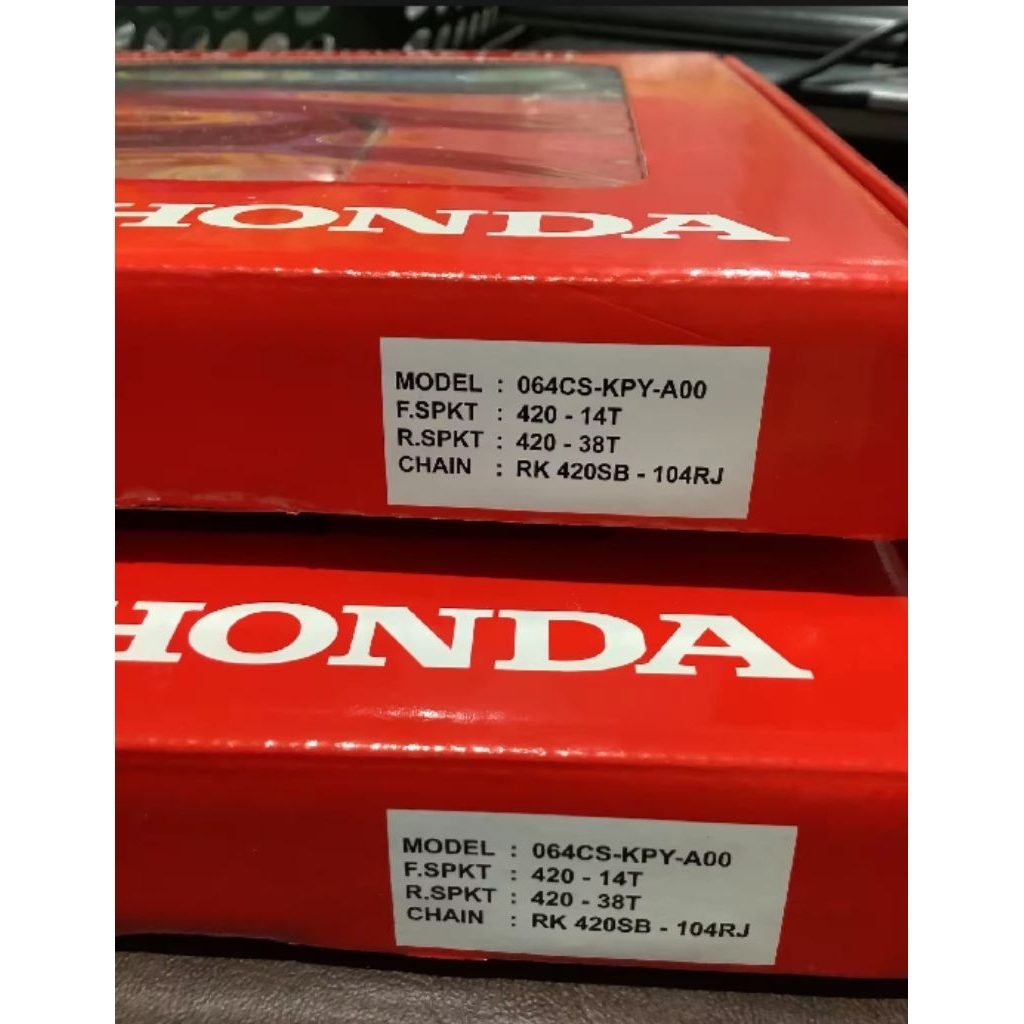 HONDA
MODEL : 064CS-KPY-A00
F.SPKT : 420 - 14T
R.SPKT : 420 - 38T
CHAIN : RK 420SB - 104RJ
HONDA
MODEL : 064CS-KPY-A00
F.SPKT : 420 - 14T
R.SPKT : 420 - 38T
CHAIN : RK 420SB - 104RJ